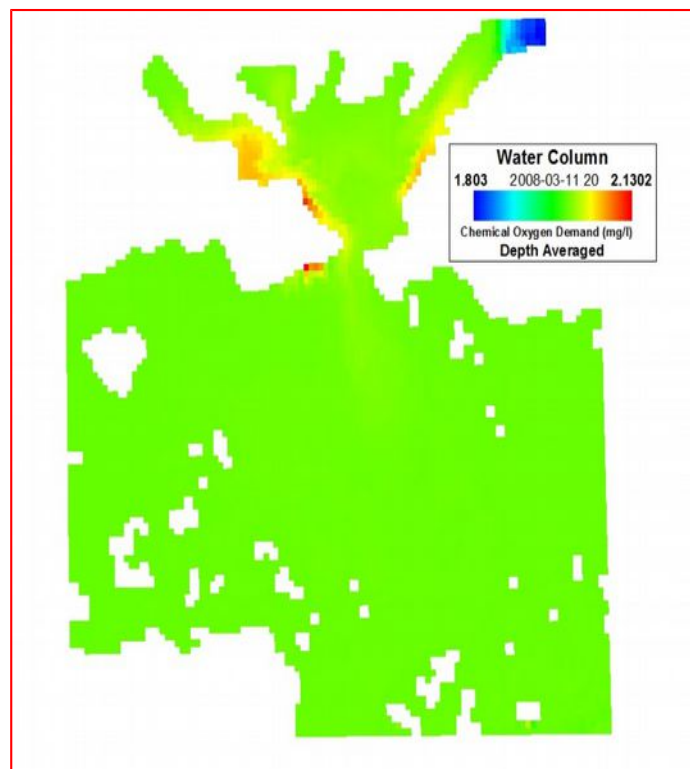 Water Column
1.803 2008-03-11 20 2.1302
Chemical Oxygen Demand (mg/l)
Depth Averaged